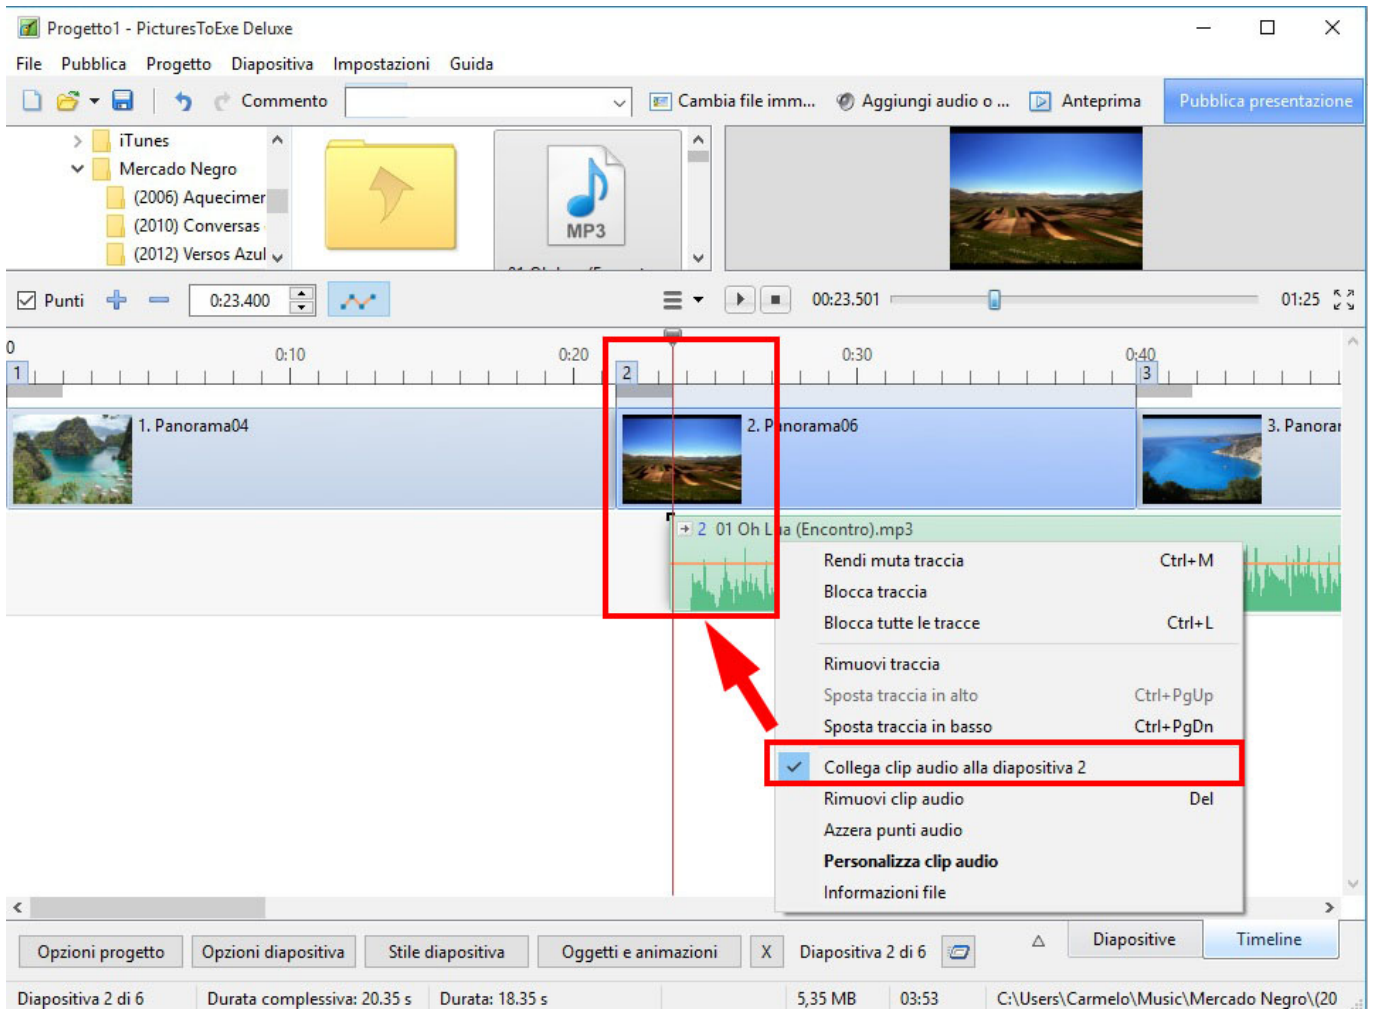 Progetto1 - PicturesToExe Deluxe
File Pubblica Progetto Diapositiva Impostazioni Guida
Commento Cambia file imm... Aggiungi audio o ... Anteprima Pubblica presentazione
iTunes
Mercado Negro
(2006) Aquecimer
(2010) Conversas
(2012) Versos Azul
MP3
Punti 0:23.400 00:23.501 01:25
0 0:10 0:20 0:30 0:40
1 2 3
1. Panorama04 2. Panorama06 3. Panorar
2 01 Oh Lua (Encontro).mp3
Rendi muta traccia Ctrl+M
Blocca traccia
Blocca tutte le tracce Ctrl+L
Rimuovi traccia
Sposta traccia in alto Ctrl+PgUp
Sposta traccia in basso Ctrl+PgDn
Collega clip audio alla diapositiva 2
Rimuovi clip audio Del
Azzera punti audio
Personalizza clip audio
Informazioni file
Opzioni progetto Opzioni diapositiva Stile diapositiva Oggetti e animazioni X Diapositiva 2 di 6 Diapositive Timeline
Diapositiva 2 di 6 Durata complessiva: 20.35 s Durata: 18.35 s 5,35 MB 03:53 C:\Users\Carmelo\Music\Mercado Negro\(20